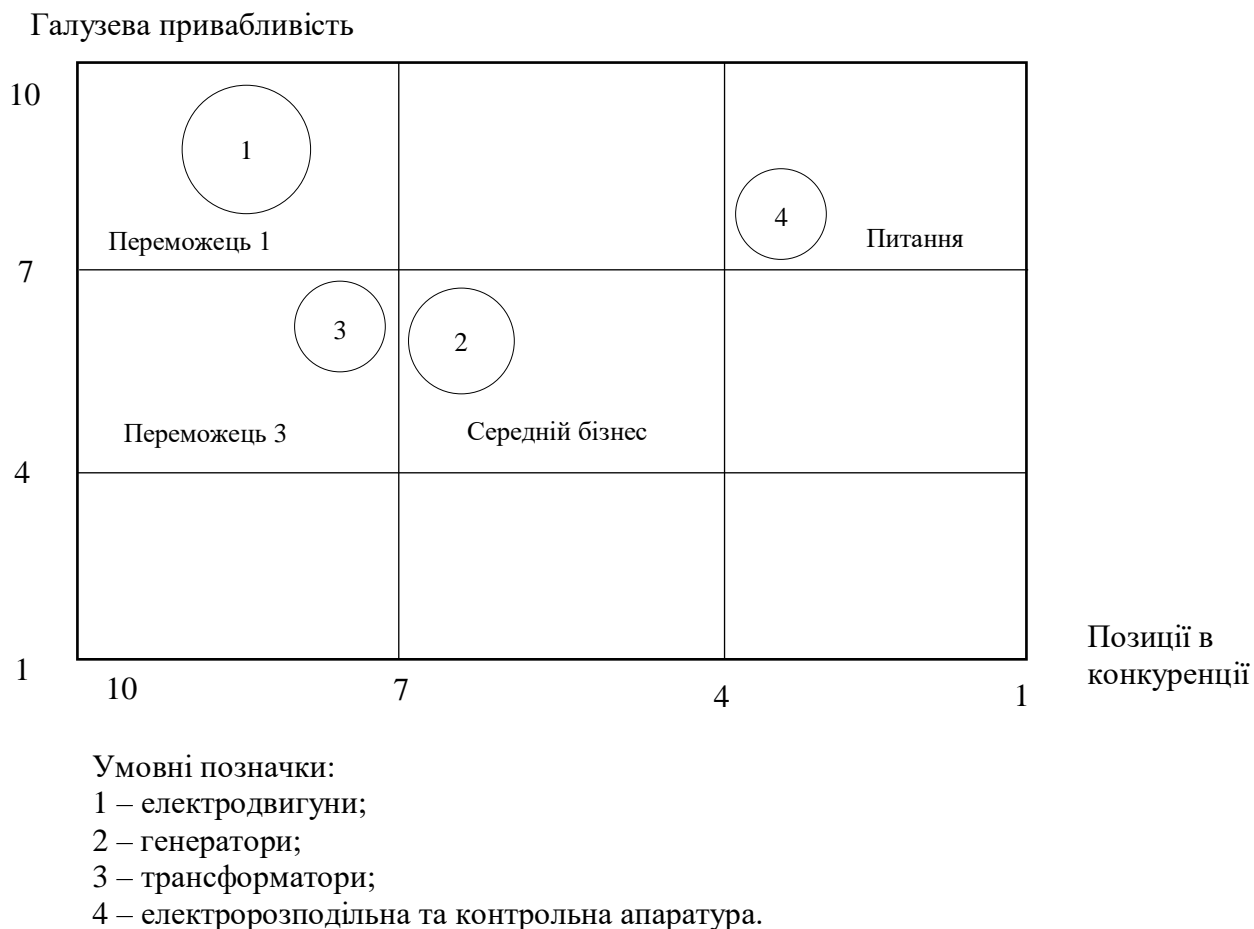 Галузева привабливість
10
1
4
Переможець 1
Питання
7
3
2
Переможець 3
Середній бізнес
4
1
10
7
4
1
Позиції в
конкуренції
Умовні позначки:
1 – електродвигуни;
2 – генератори;
3 – трансформатори;
4 – електророзподільна та контрольна апаратура.